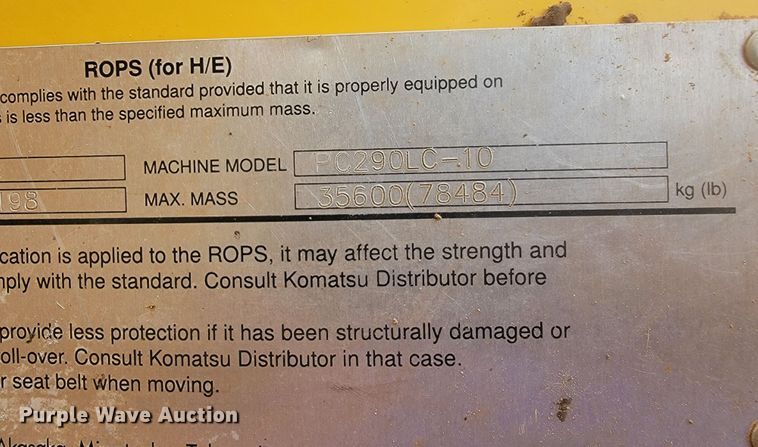 ROPS (for H/E)
complies with the standard provided that it is properly equipped on
is less than the specified maximum mass.
MACHINE MODEL PC290LC-10
198 MAX. MASS 35600(78484) kg (lb)
cation is applied to the ROPS, it may affect the strength and
mply with the standard. Consult Komatsu Distributor before
provide less protection if it has been structurally damaged or
oll-over. Consult Komatsu Distributor in that case.
r seat belt when moving.
Purple Wave Auction